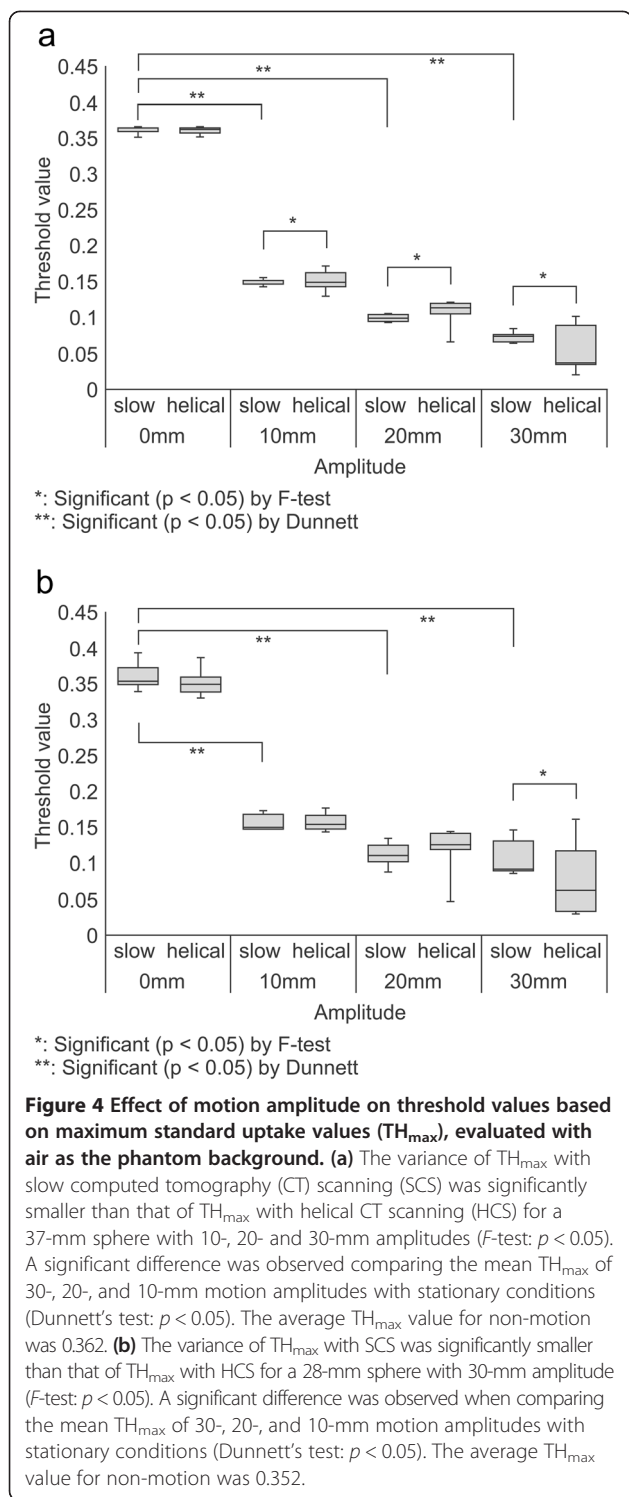 a
0.45
0.4
0.35
0.3
0.25
0.2
0.15
0.1
0.05
0
Threshold value
**
**
**
*
*
*
slow helical slow helical slow helical slow helical
0mm 10mm 20mm 30mm
Amplitude
*: Significant (p < 0.05) by F-test
**: Significant (p < 0.05) by Dunnett
b
0.45
0.4
0.35
0.3
0.25
0.2
0.15
0.1
0.05
0
Threshold value
**
**
**
*
slow helical slow helical slow helical slow helical
0mm 10mm 20mm 30mm
Amplitude
*: Significant (p < 0.05) by F-test
**: Significant (p < 0.05) by Dunnett
Figure 4 Effect of motion amplitude on threshold values based
on maximum standard uptake values (THmax), evaluated with
air as the phantom background. (a) The variance of THmax with
slow computed tomography (CT) scanning (SCS) was significantly
smaller than that of THmax with helical CT scanning (HCS) for a
37-mm sphere with 10-, 20- and 30-mm amplitudes (F-test: p < 0.05).
A significant difference was observed comparing the mean THmax of
30-, 20-, and 10-mm motion amplitudes with stationary conditions
(Dunnett's test: p < 0.05). The average THmax value for non-motion
was 0.362. (b) The variance of THmax with SCS was significantly smaller
than that of THmax with HCS for a 28-mm sphere with 30-mm amplitude
(F-test: p < 0.05). A significant difference was observed when comparing
the mean THmax of 30-, 20-, and 10-mm motion amplitudes with
stationary conditions (Dunnett's test: p < 0.05). The average THmax
value for non-motion was 0.352.